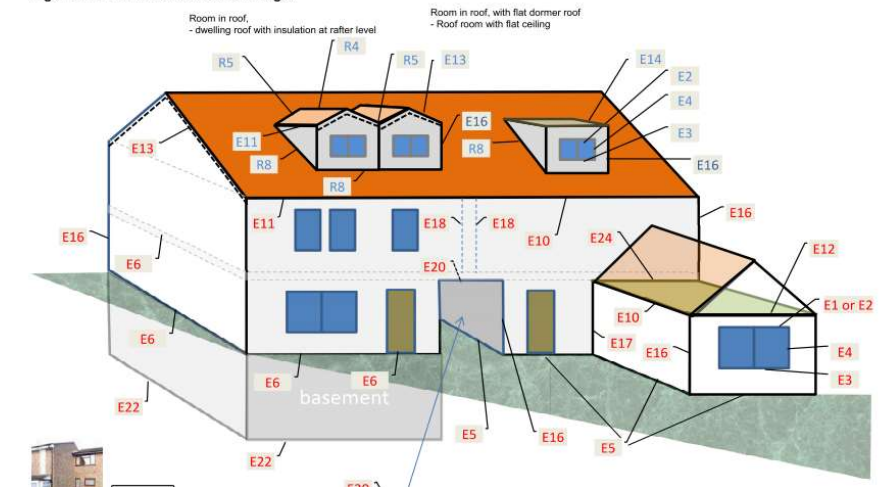 Room in roof,
- dwelling roof with insulation at rafter level
Room in roof, with flat dormer roof
- Roof room with flat ceiling
R4
R5
R5
E13
E14
E2
E4
E3
E16
E11
E16
R8
R8
R8
E13
E16
E6
E11
E18
E18
E10
E16
E24
E12
E20
E10
E1 or E2
E17
E16
E4
E3
E6
E6
E6
basement
E22
E5
E16
E5
E22